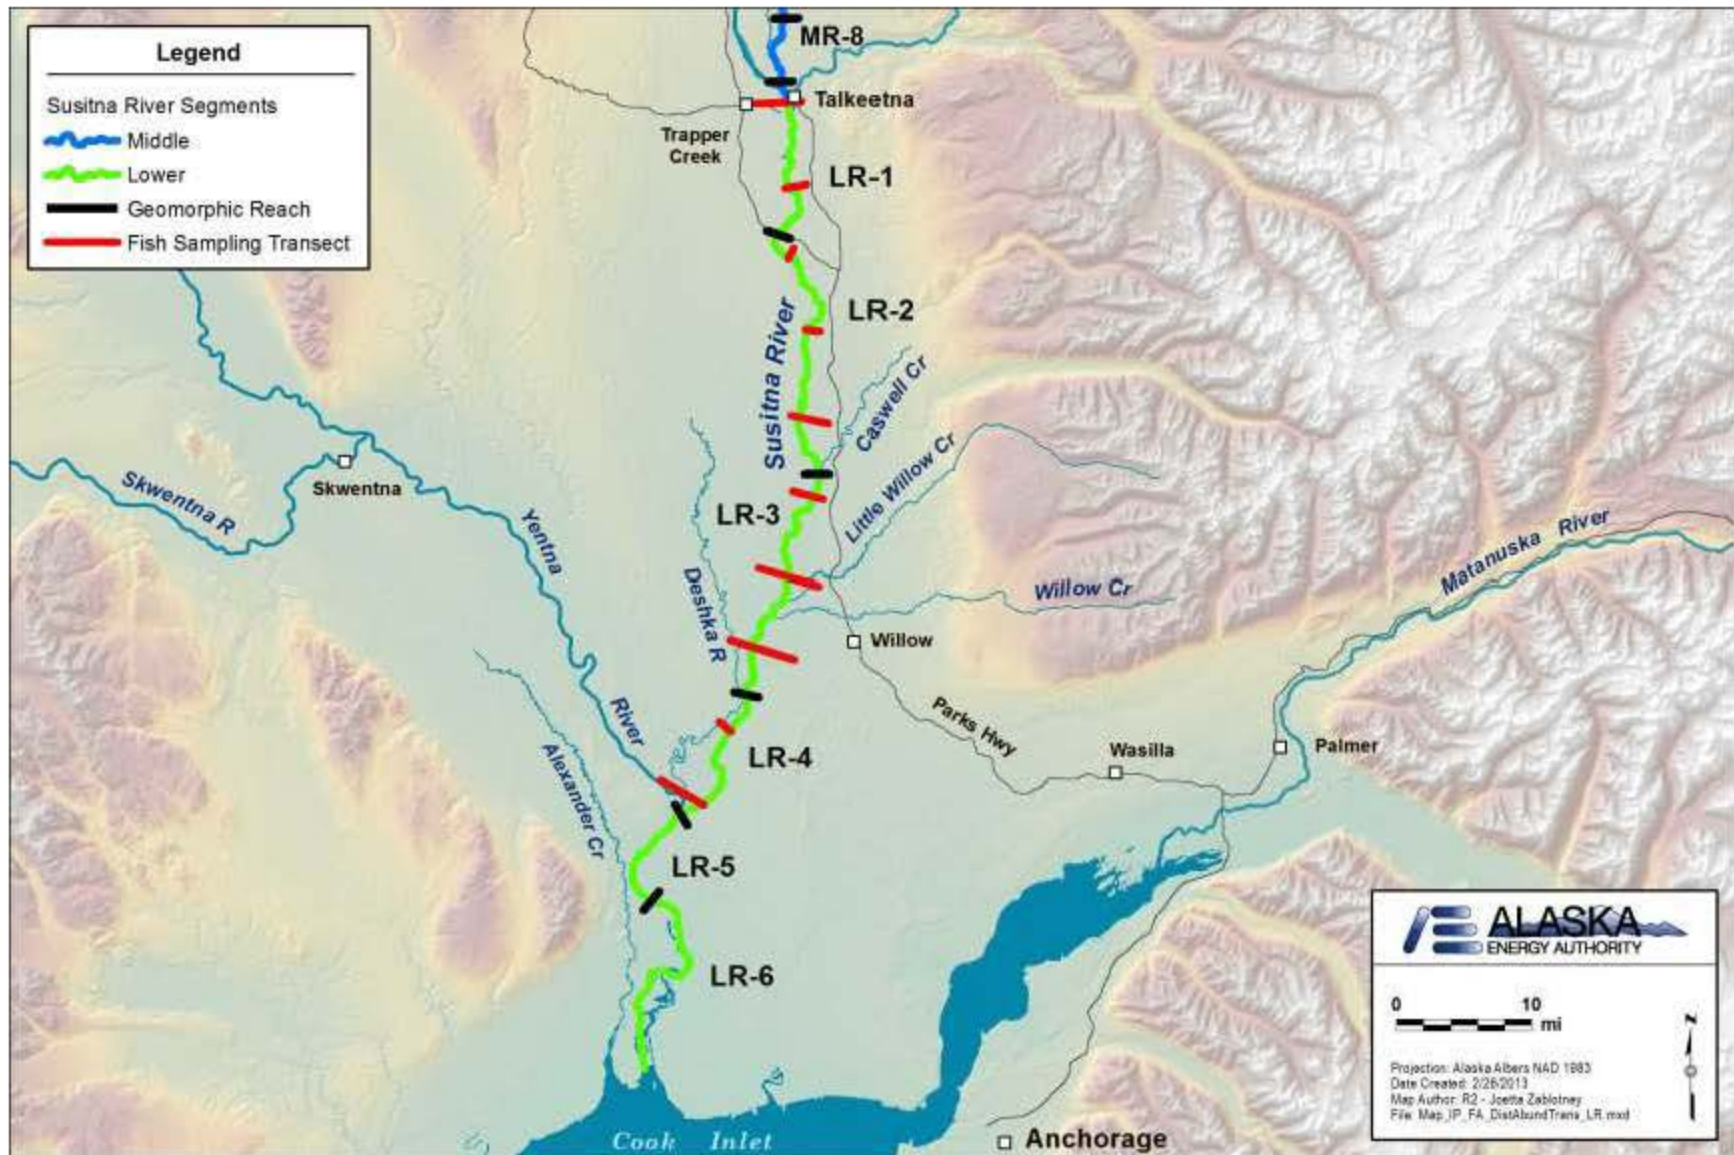 Legend
Susitna River Segments
Middle
Lower
Geomorphic Reach
Fish Sampling Transect
MR-8
Talkeetna
Trapper
Creek
LR-1
LR-2
Susitna River
Caswell Cr
Little Willow Cr
LR-3
Skwentna
Skwentna R
Yentna
River
Deshka R
Willow Cr
Matanuska River
Willow
Parks Hwy
Wasilla
Palmer
Alexander Cr
LR-4
LR-5
LR-6
Cook Inlet
Anchorage
ALASKA
ENERGY AUTHORITY
0 10
mi
N
Projection: Alaska Albers NAD 1983
Date Created: 2/26/2013
Map Author: R2 - Joetta Zablotney
File: Map_IP_FA_DistAbundTrans_LR.mxd